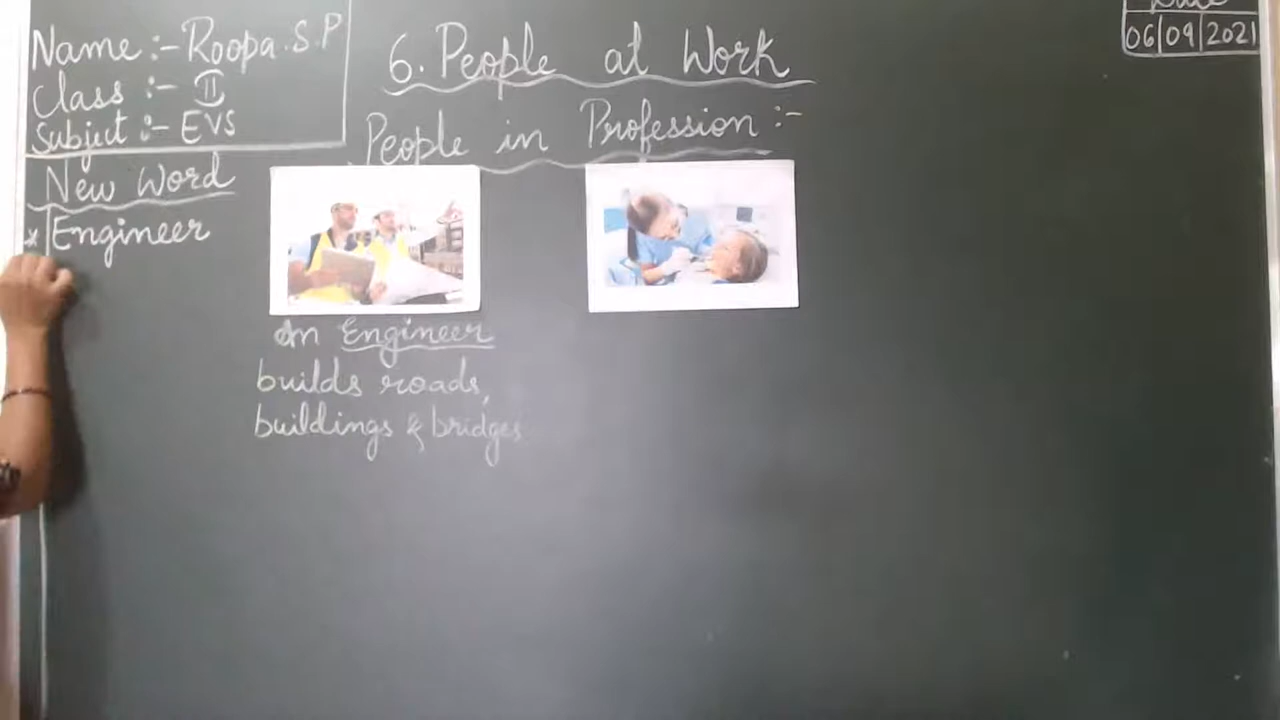 Name :- Roopa.S.P
Class :- II
Subject :- EVS
6. People at Work
Date
06|09|2021
People in Profession :-
New Word
x Engineer
An Engineer
builds roads,
buildings & bridges